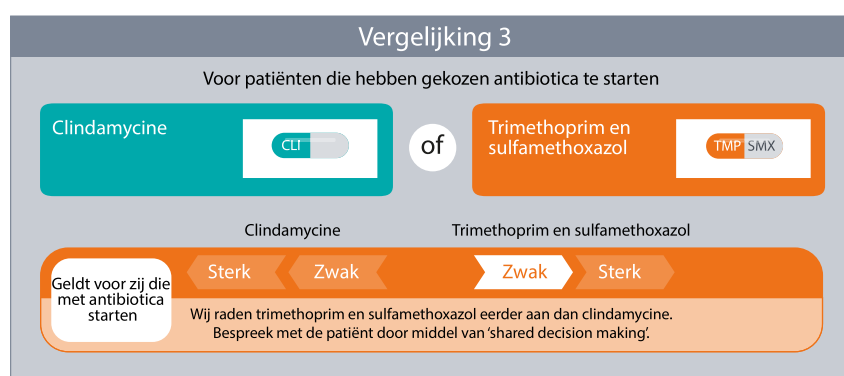 Vergelijking 3
Voor patiënten die hebben gekozen antibiotica te starten
Clindamycine
CLI
of
Trimethoprim en
sulfamethoxazol
TMP SMX
Clindamycine
Trimethoprim en sulfamethoxazol
Geldt voor zij die
met antibiotica
starten
Sterk
Zwak
Zwak
Sterk
Wij raden trimethoprim en sulfamethoxazol eerder aan dan clindamycine.
Bespreek met de patiënt door middel van ‘shared decision making’.